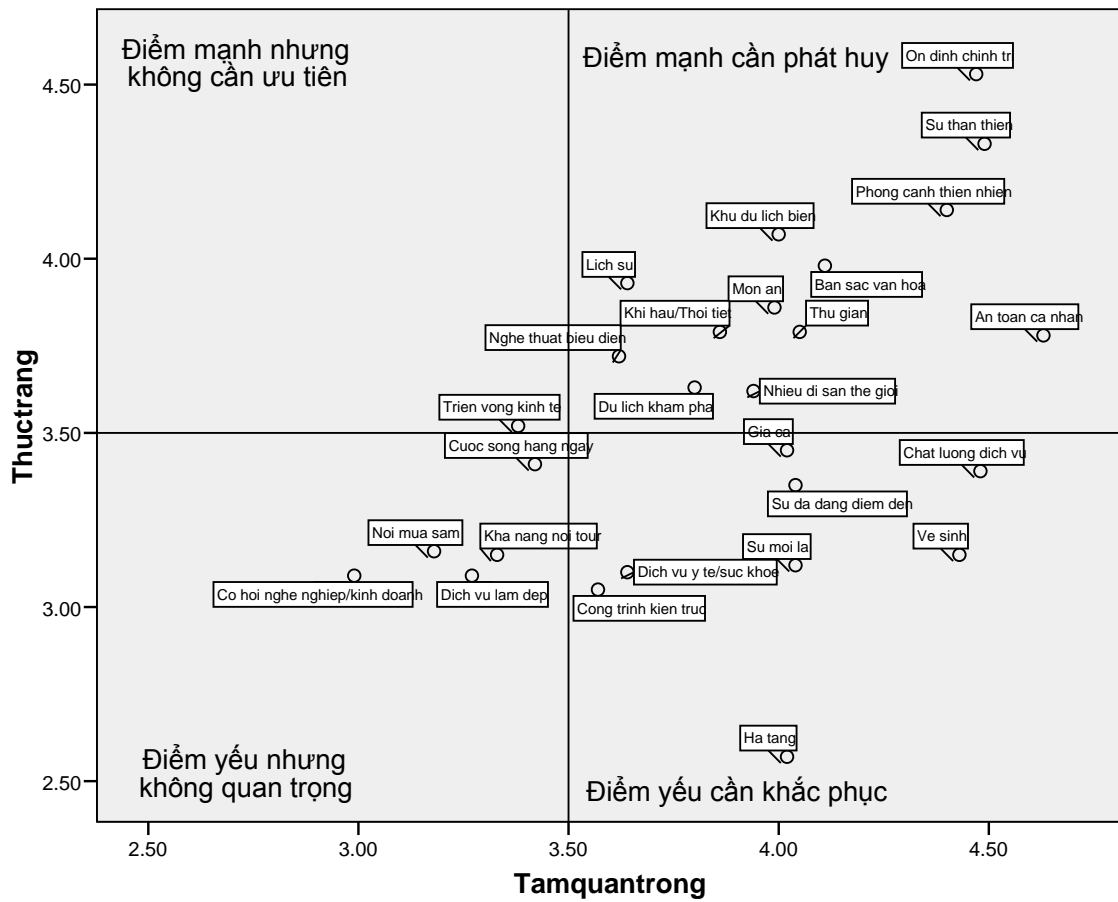 Điểm mạnh nhưng
không cần ưu tiên
Điểm mạnh cần phát huy
On dinh chinh tr
Su than thien
Phong canh thien nhien
Khu du lich bien
Lich su
Mon an
Ban sac van hoa
Khi hau/Thoi tiet
Thu gian
An toan ca nhan
Nghe thuat bieu dien
Du lich kham pha
Nhieu di san the gioi
Trien vong kinh te
Gia ca
Cuoc song hang ngay
Chat luong dich vu
Su da dang diem den
Noi mua sam
Kha nang noi tour
Su moi la
Ve sinh
Dich vu y te/suc khoe
Co hoi nghe nghiep/kinh doanh
Dich vu lam dep
Cong trinh kien truc
Ha tang
Điểm yếu nhưng
không quan trọng
Điểm yếu cần khắc phục
4.50
4.00
3.50
3.00
2.50
Thuctrang
2.50
3.00
3.50
4.00
4.50
Tamquantrong